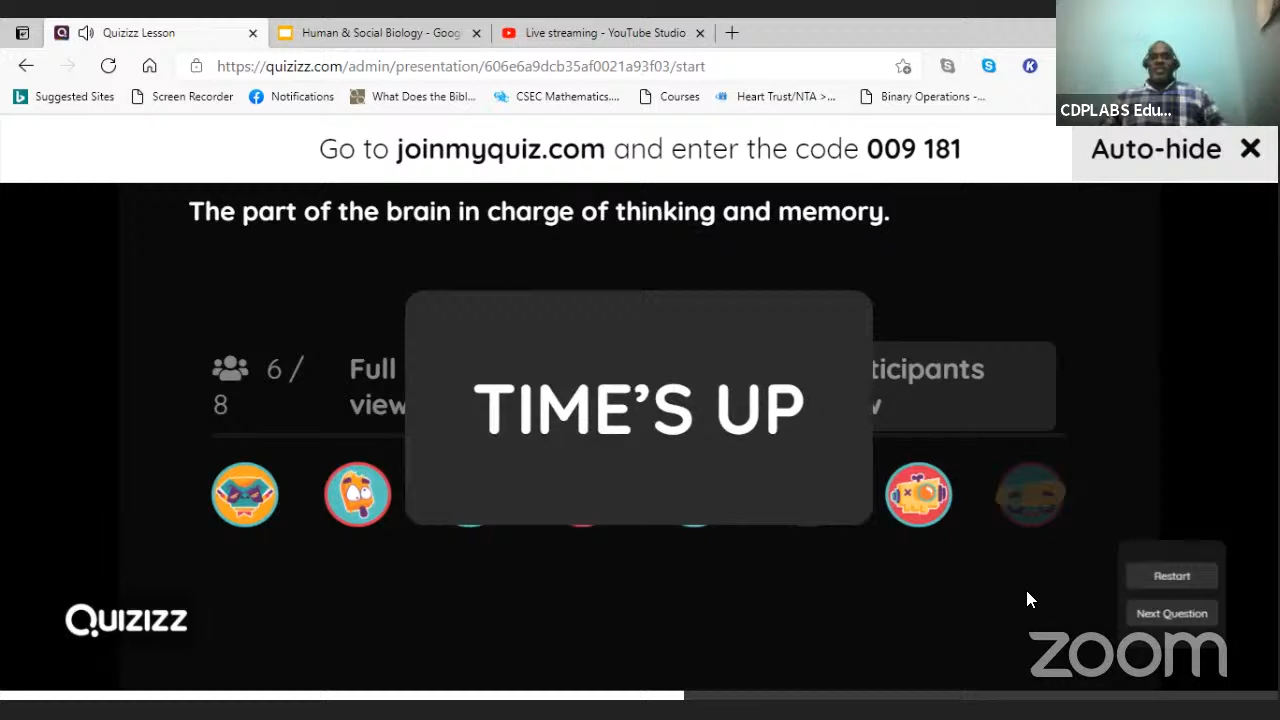 Quizizz Lesson
Human & Social Biology - Goog
Live streaming - YouTube Studio
https://quizizz.com/admin/presentation/606e6a9dcb35af0021a93f03/start
Suggested Sites
Screen Recorder
Notifications
What Does the Bibl...
CSEC Mathematics....
Courses
Heart Trust/NTA >...
Binary Operations -...
CDPLABS Edu...
Go to joinmyquiz.com and enter the code 009 181
Auto-hide
The part of the brain in charge of thinking and memory.
6 / 8
Full view
TIME'S UP
ticipants
w
Restart
Next Question
Quizizz
zoom